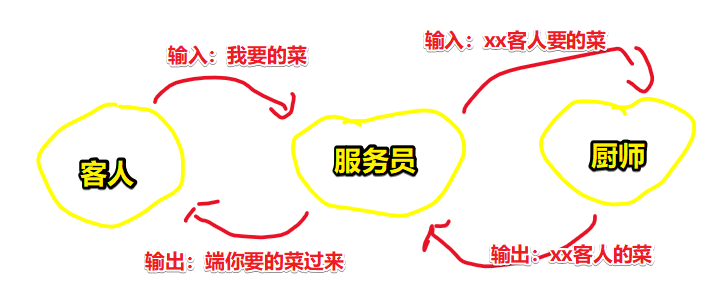 输入：我要的菜
输入：xx客人要的菜
客人
服务员
厨师
输出：端你要的菜过来
输出：xx客人的菜